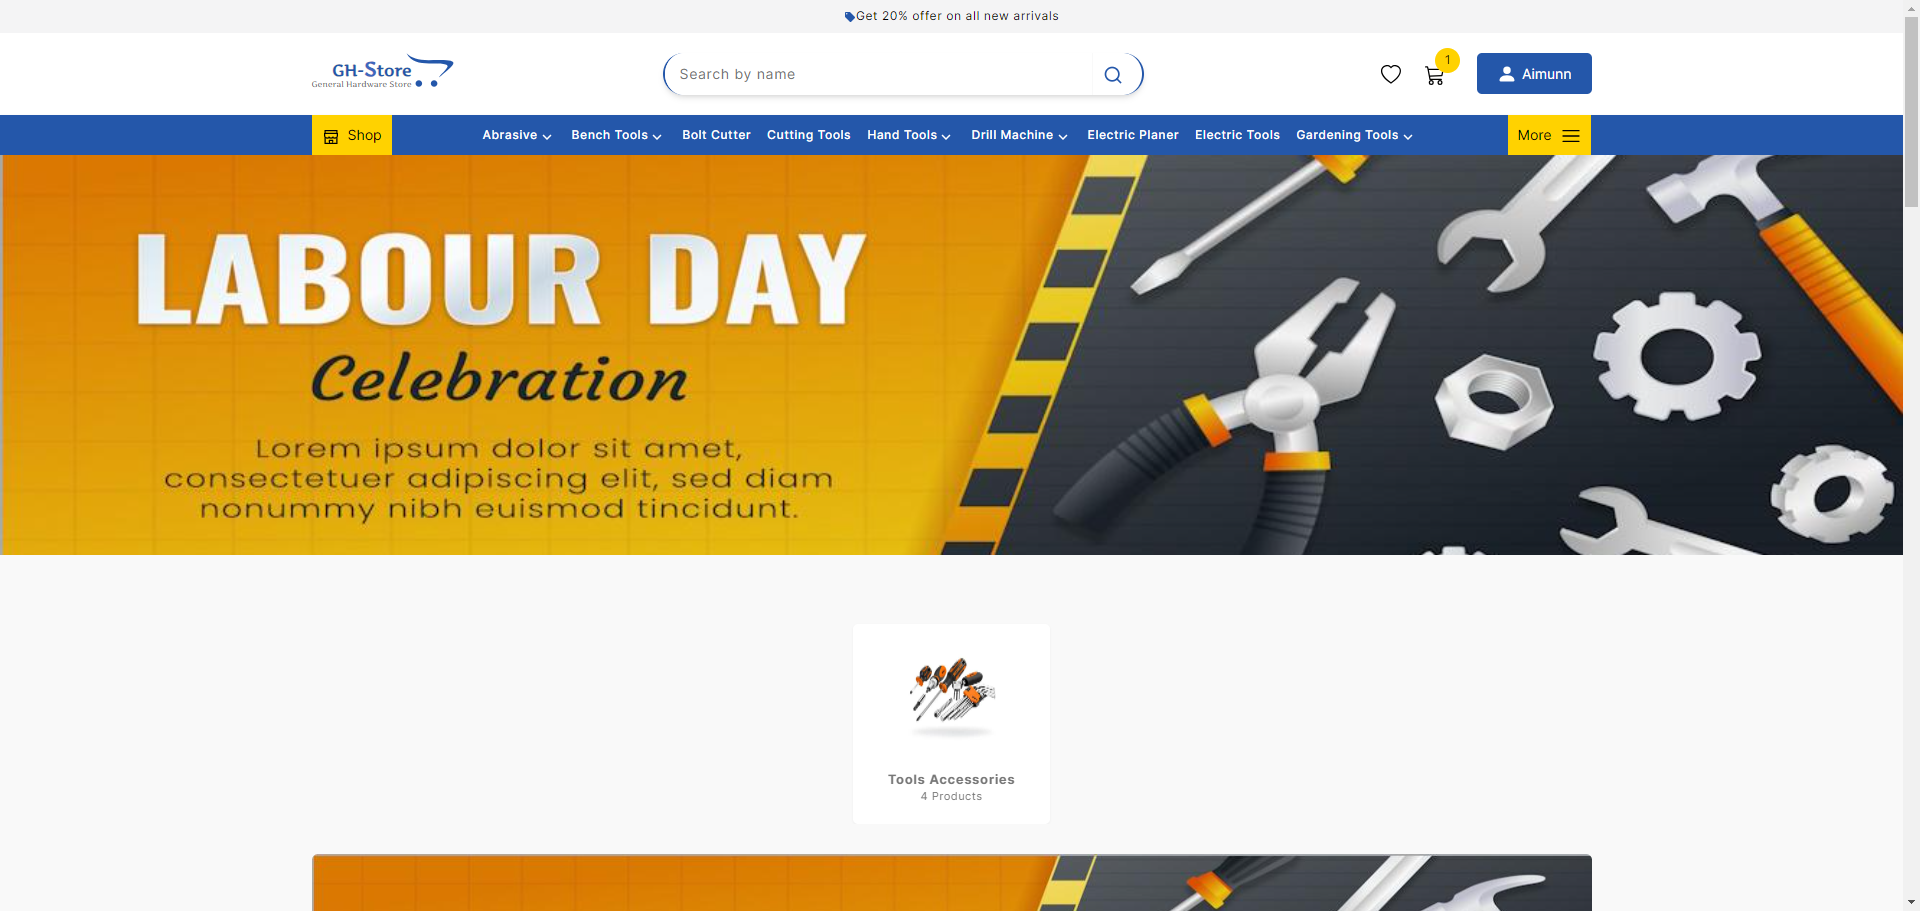 Get 20% offer on all new arrivals
GH-Store
General Hardware Store
Search by name
1
Aimunn
Shop
Abrasive
Bench Tools
Bolt Cutter
Cutting Tools
Hand Tools
Drill Machine
Electric Planer
Electric Tools
Gardening Tools
More
LABOUR DAY
Celebration
Lorem ipsum dolor sit amet,
consectetuer adipiscing elit, sed diam
nonummy nibh euismod tincidunt.
Tools Accessories
4 Products